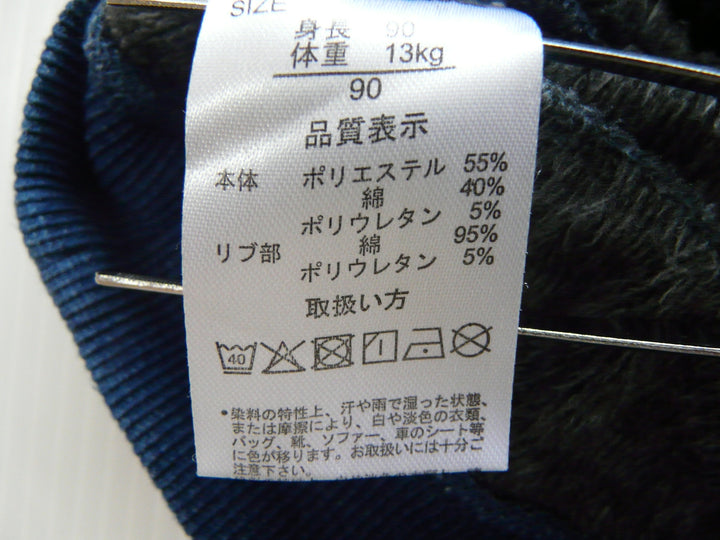 SIZE
身長 90
体重 13kg
90
品質表示
本体 ポリエステル 55%
綿 40%
ポリウレタン 5%
リブ部 綿 95%
ポリウレタン 5%
取扱い方
40
•染料の特性上、汗や雨で湿った状態、
または摩擦により、白や淡色の衣類、
バッグ、靴、ソファー、車のシート等
に色が移ります。お取扱いには十分ご
注意下さい。